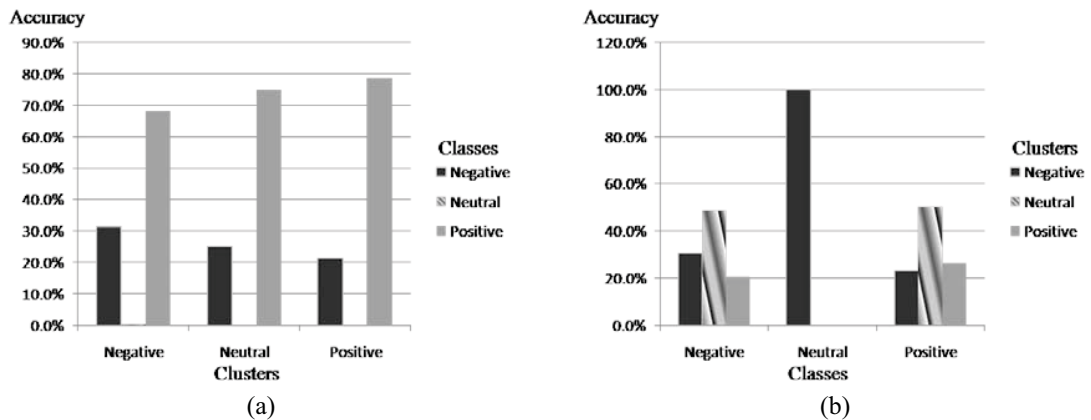 Accuracy
90.0%
80.0%
70.0%
60.0%
50.0%
40.0%
30.0%
20.0%
10.0%
0.0%
Negative Neutral Positive
Clusters
Classes
Negative
Neutral
Positive
(a)
Accuracy
120.0%
100.0%
80.0%
60.0%
40.0%
20.0%
0.0%
Negative Neutral Positive
Classes
Clusters
Negative
Neutral
Positive
(b)